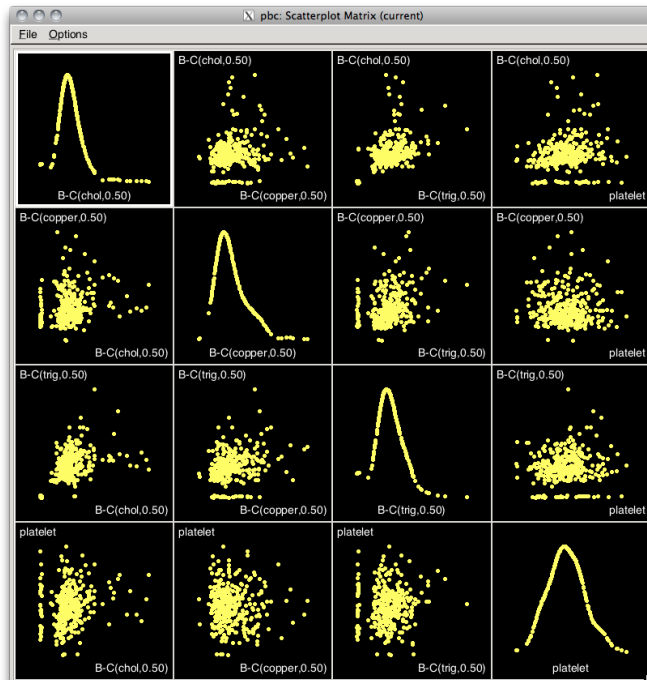 X pbc: Scatterplot Matrix (current)
File Options
B-C(chol,0.50)
B-C(chol,0.50)
B-C(copper,0.50)
B-C(chol,0.50)
B-C(trig,0.50)
B-C(chol,0.50)
platelet
B-C(copper,0.50)
B-C(chol,0.50)
B-C(copper,0.50)
B-C(copper,0.50)
B-C(trig,0.50)
B-C(copper,0.50)
platelet
B-C(trig,0.50)
B-C(chol,0.50)
B-C(trig,0.50)
B-C(copper,0.50)
B-C(trig,0.50)
B-C(trig,0.50)
platelet
platelet
B-C(chol,0.50)
platelet
B-C(copper,0.50)
platelet
B-C(trig,0.50)
platelet